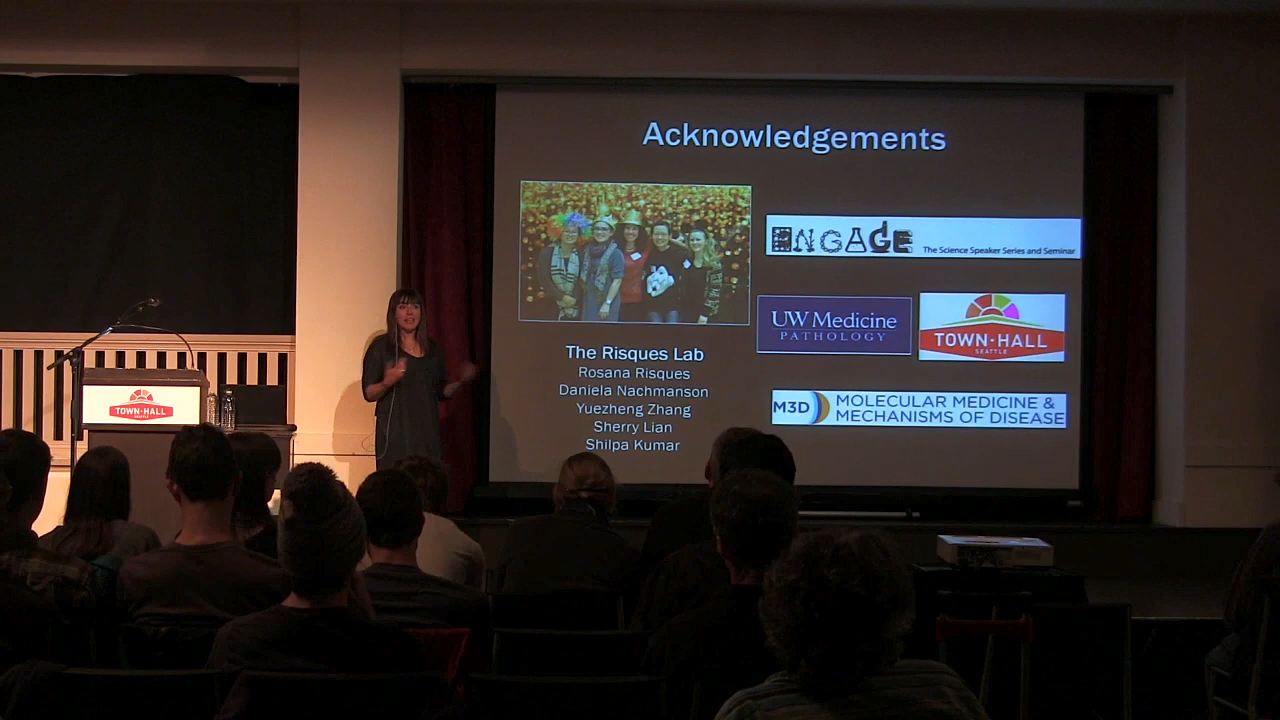 Acknowledgements
ENGAGE
The Science Speaker Series and Seminar
UW Medicine
PATHOLOGY
TOWN·HALL
SEATTLE
The Risques Lab
Rosana Risques
Daniela Nachmanson
Yuezheng Zhang
Sherry Lian
Shilpa Kumar
M3D
MOLECULAR MEDICINE &
MECHANISMS OF DISEASE
TOWN·HALL
SEATTLE